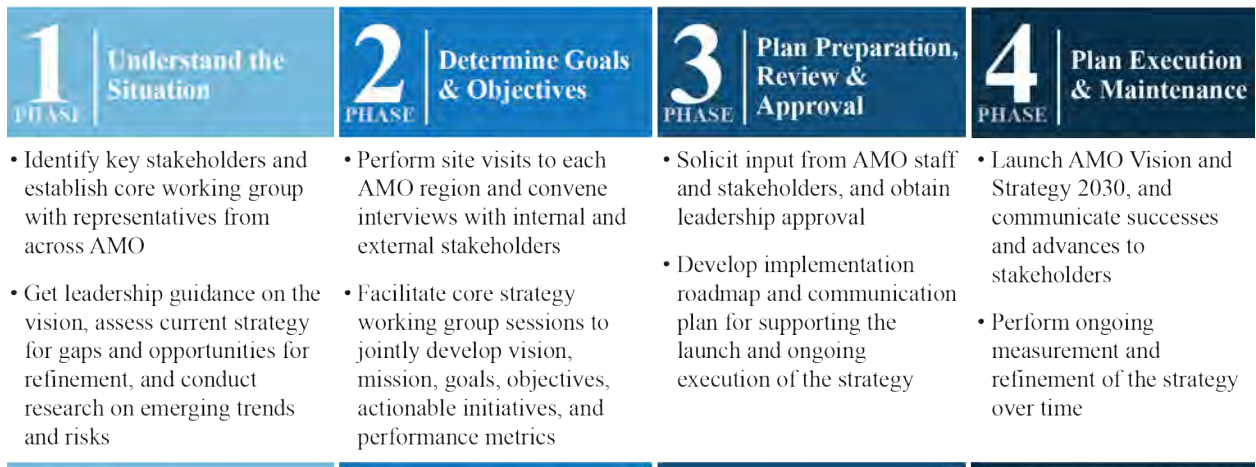 1
PHASE
Understand the
Situation
• Identify key stakeholders and
establish core working group
with representatives from
across AMO
• Get leadership guidance on the
vision, assess current strategy
for gaps and opportunities for
refinement, and conduct
research on emerging trends
and risks
2
PHASE
Determine Goals
& Objectives
• Perform site visits to each
AMO region and convene
interviews with internal and
external stakeholders
• Facilitate core strategy
working group sessions to
jointly develop vision,
mission, goals, objectives,
actionable initiatives, and
performance metrics
3
PHASE
Plan Preparation,
Review &
Approval
• Solicit input from AMO staff
and stakeholders, and obtain
leadership approval
• Develop implementation
roadmap and communication
plan for supporting the
launch and ongoing
execution of the strategy
4
PHASE
Plan Execution
& Maintenance
• Launch AMO Vision and
Strategy 2030, and
communicate successes
and advances to
stakeholders
• Perform ongoing
measurement and
refinement of the strategy
over time